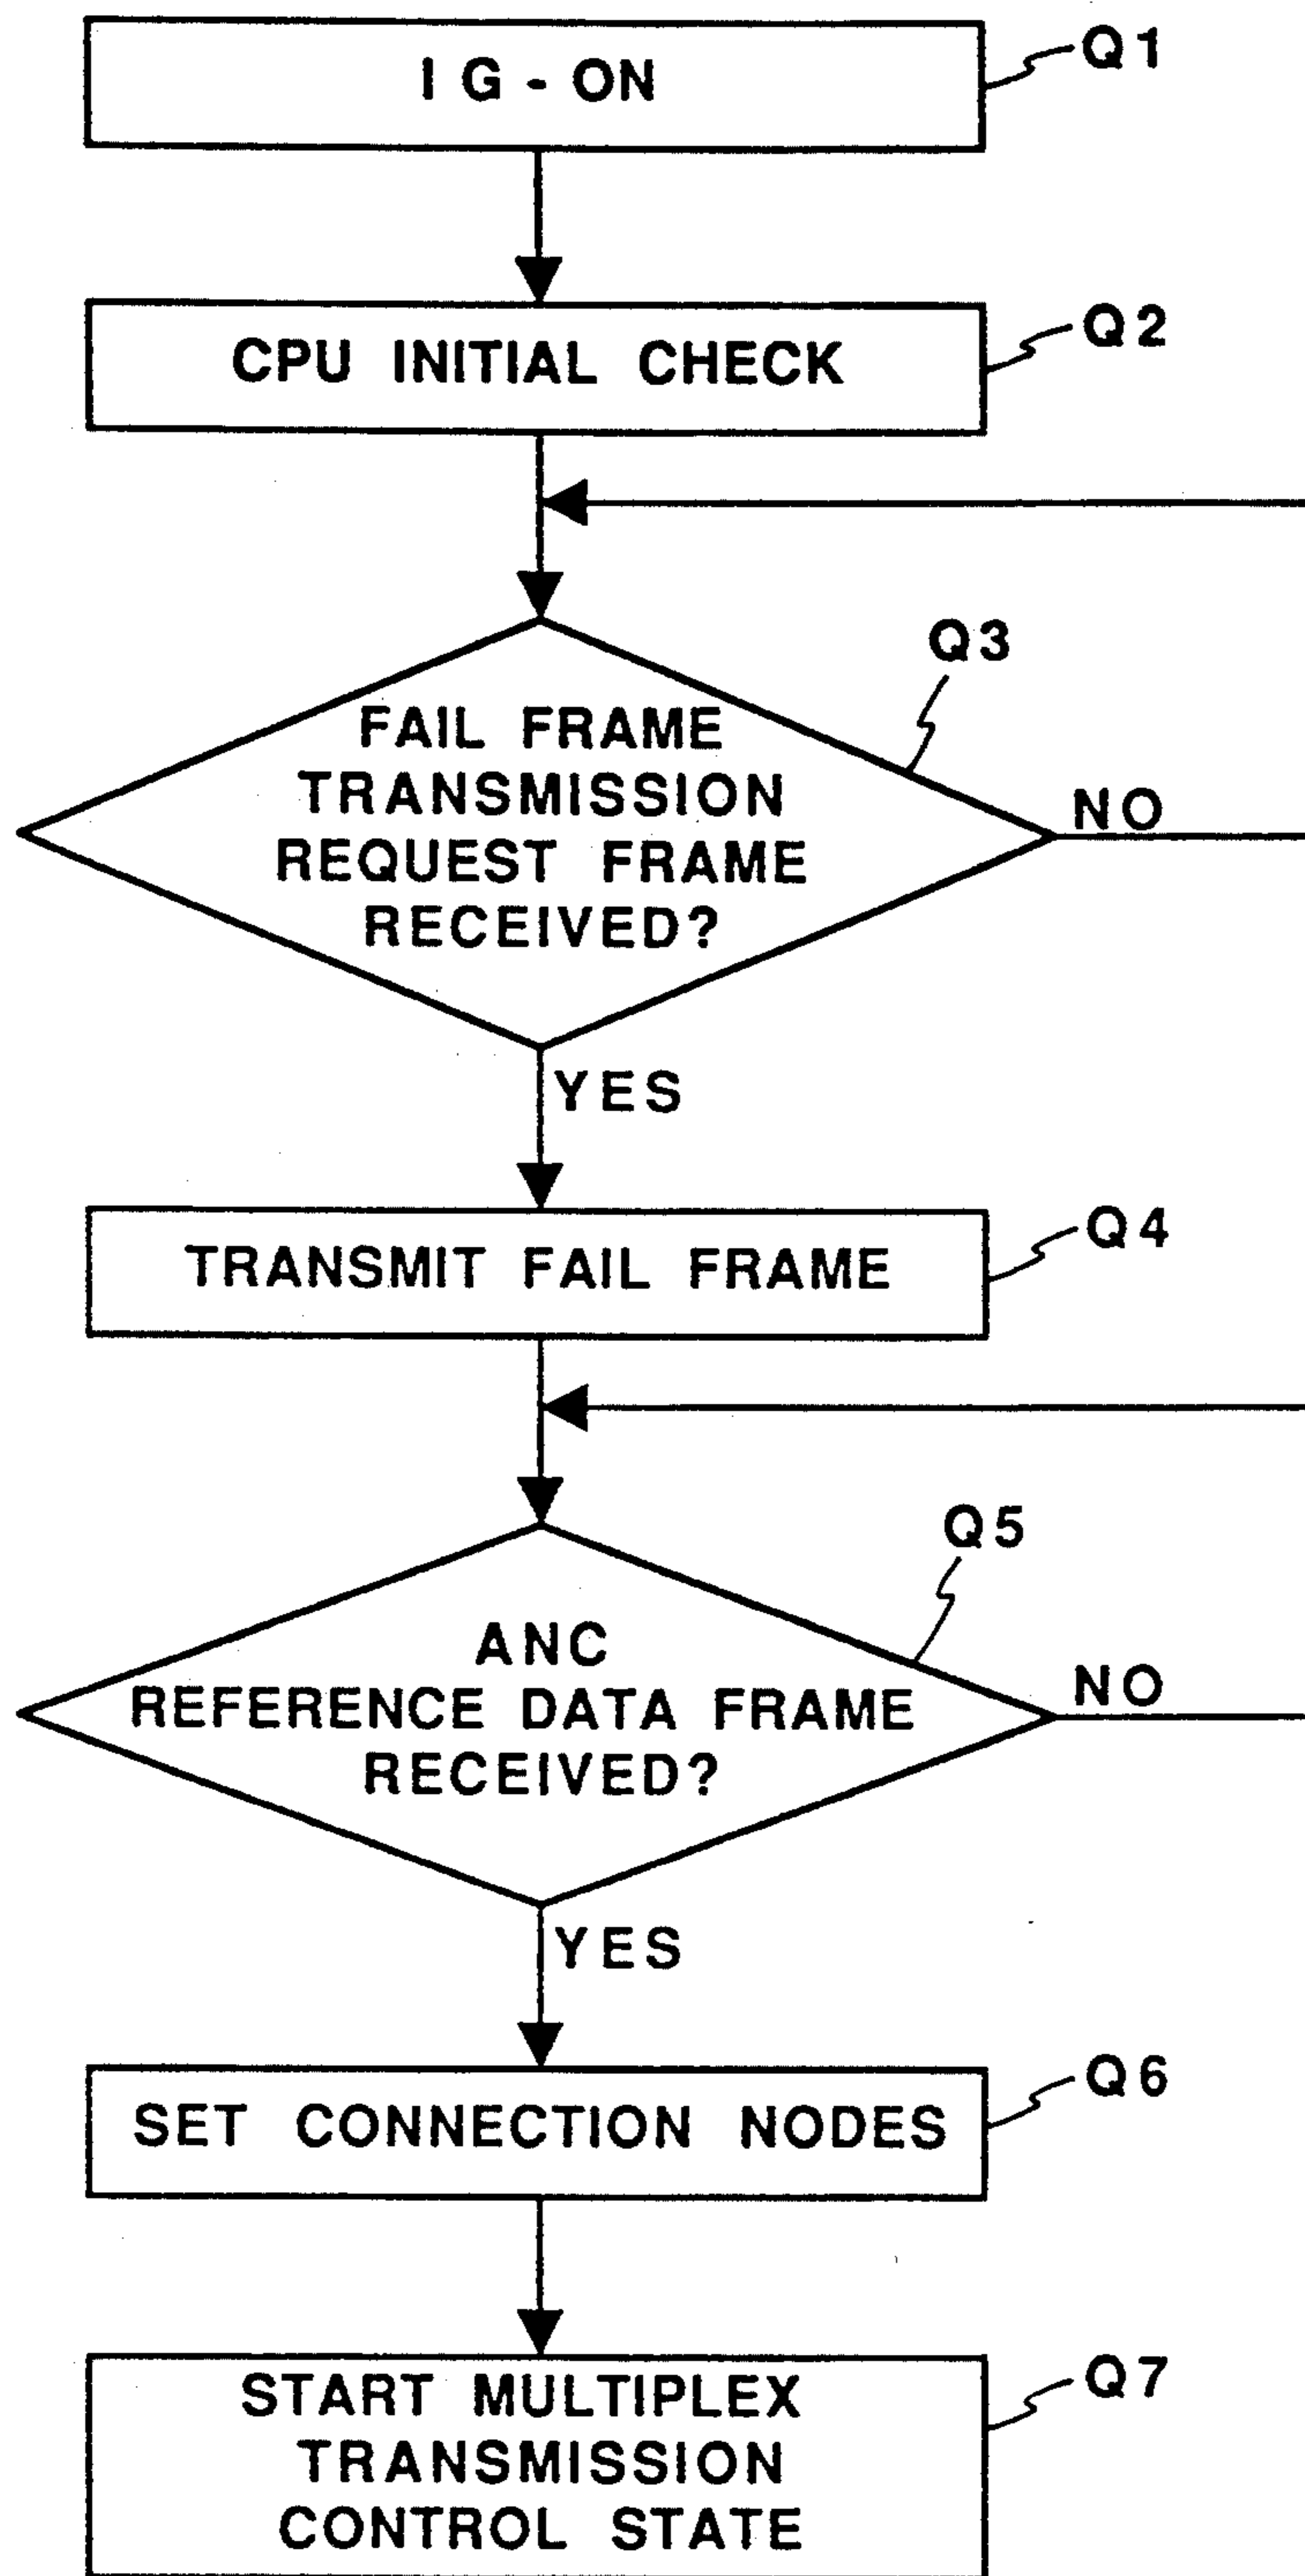 IG-ON
Q1
CPU INITIAL CHECK
Q2
Q3
FAIL FRAME
TRANSMISSION
REQUEST FRAME
RECEIVED?
NO
YES
TRANSMIT FAIL FRAME
Q4
Q5
ANC
REFERENCE DATA FRAME
RECEIVED?
NO
YES
SET CONNECTION NODES
Q6
START MULTIPLEX
TRANSMISSION
CONTROL STATE
Q7